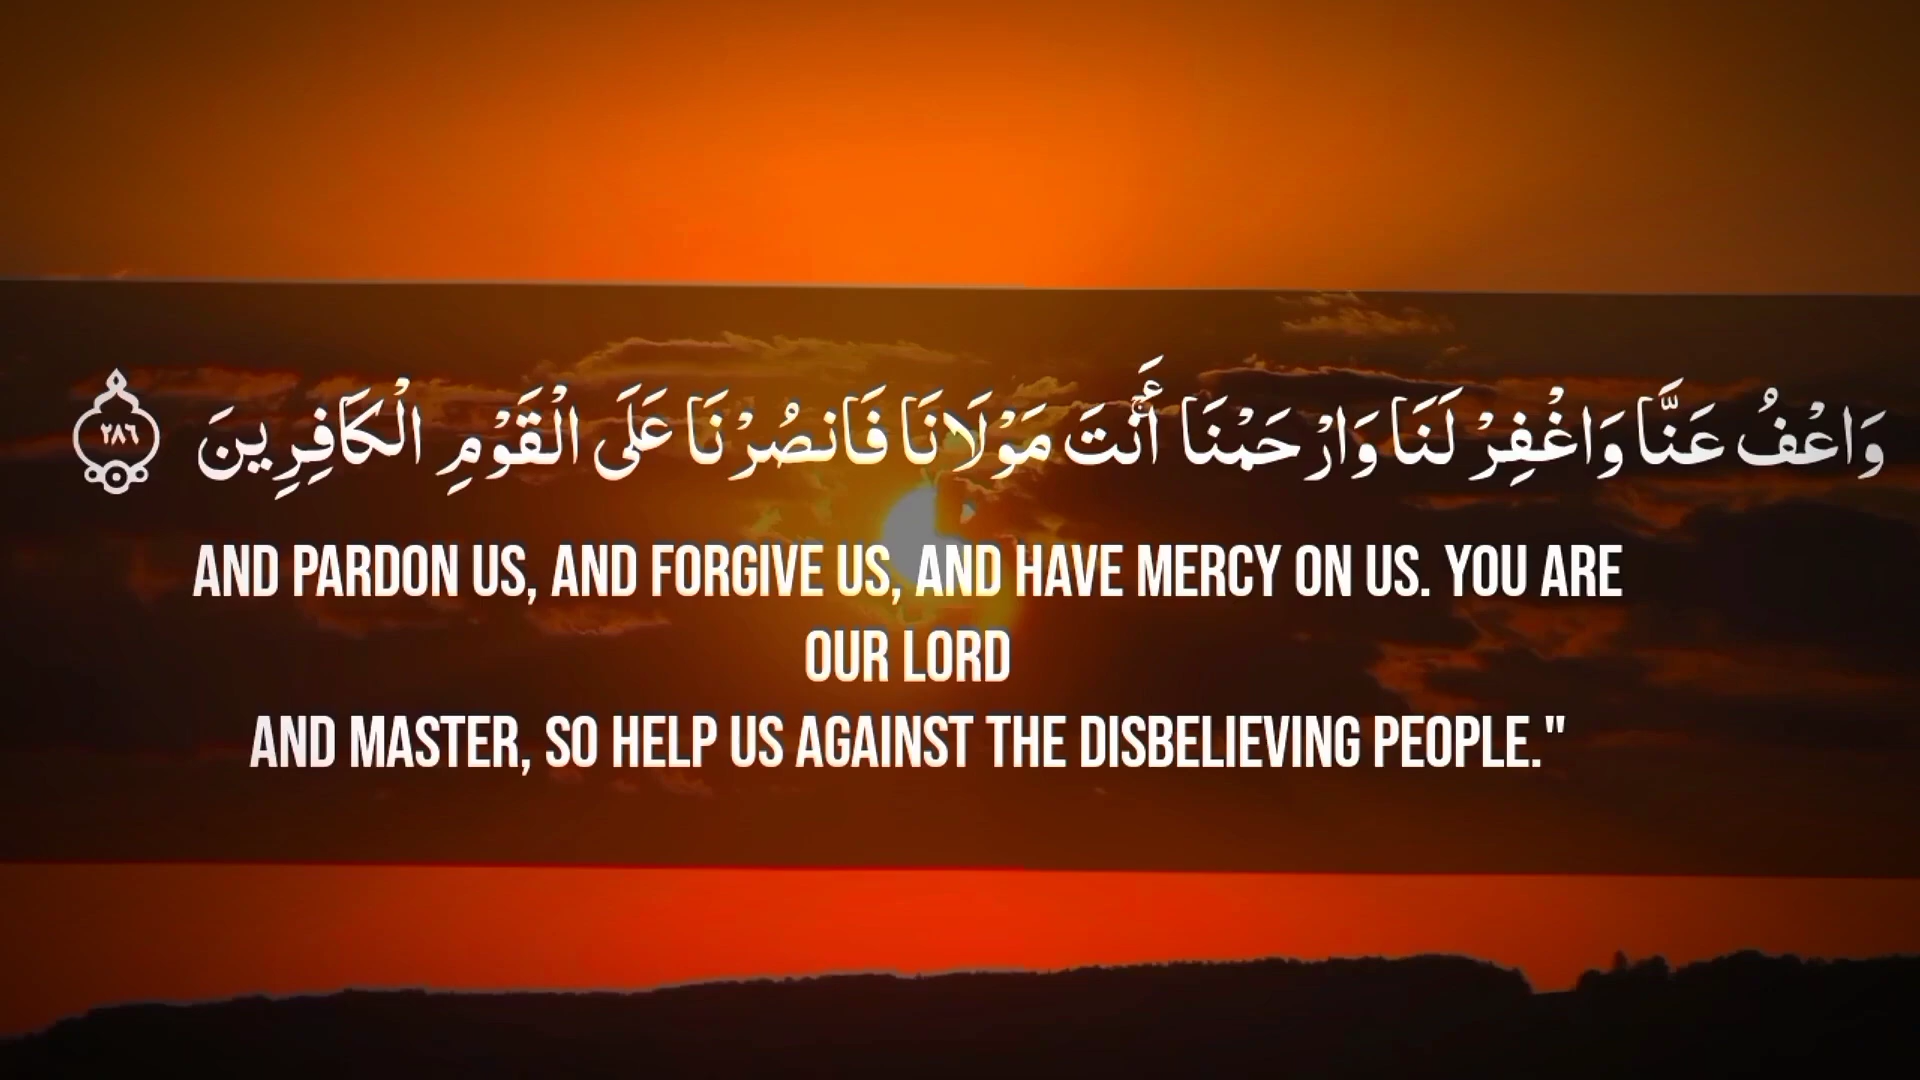 وَاعْفُ عَنَّا وَاغْفِرْ لَنَا وَارْحَمْنَا أَنْتَ مَوْلَانَا فَانصُرْنَا عَلَى الْقَوْمِ الْكَافِرِينَ ٢٨٦
AND PARDON US, AND FORGIVE US, AND HAVE MERCY ON US. YOU ARE
OUR LORD
AND MASTER, SO HELP US AGAINST THE DISBELIEVING PEOPLE."